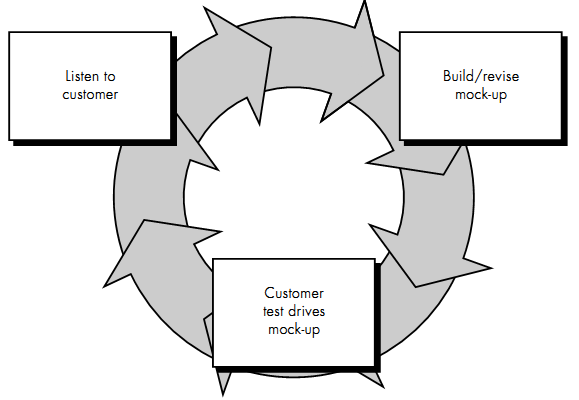 Listen to
customer
Build/revise
mock-up
Customer
test drives
mock-up